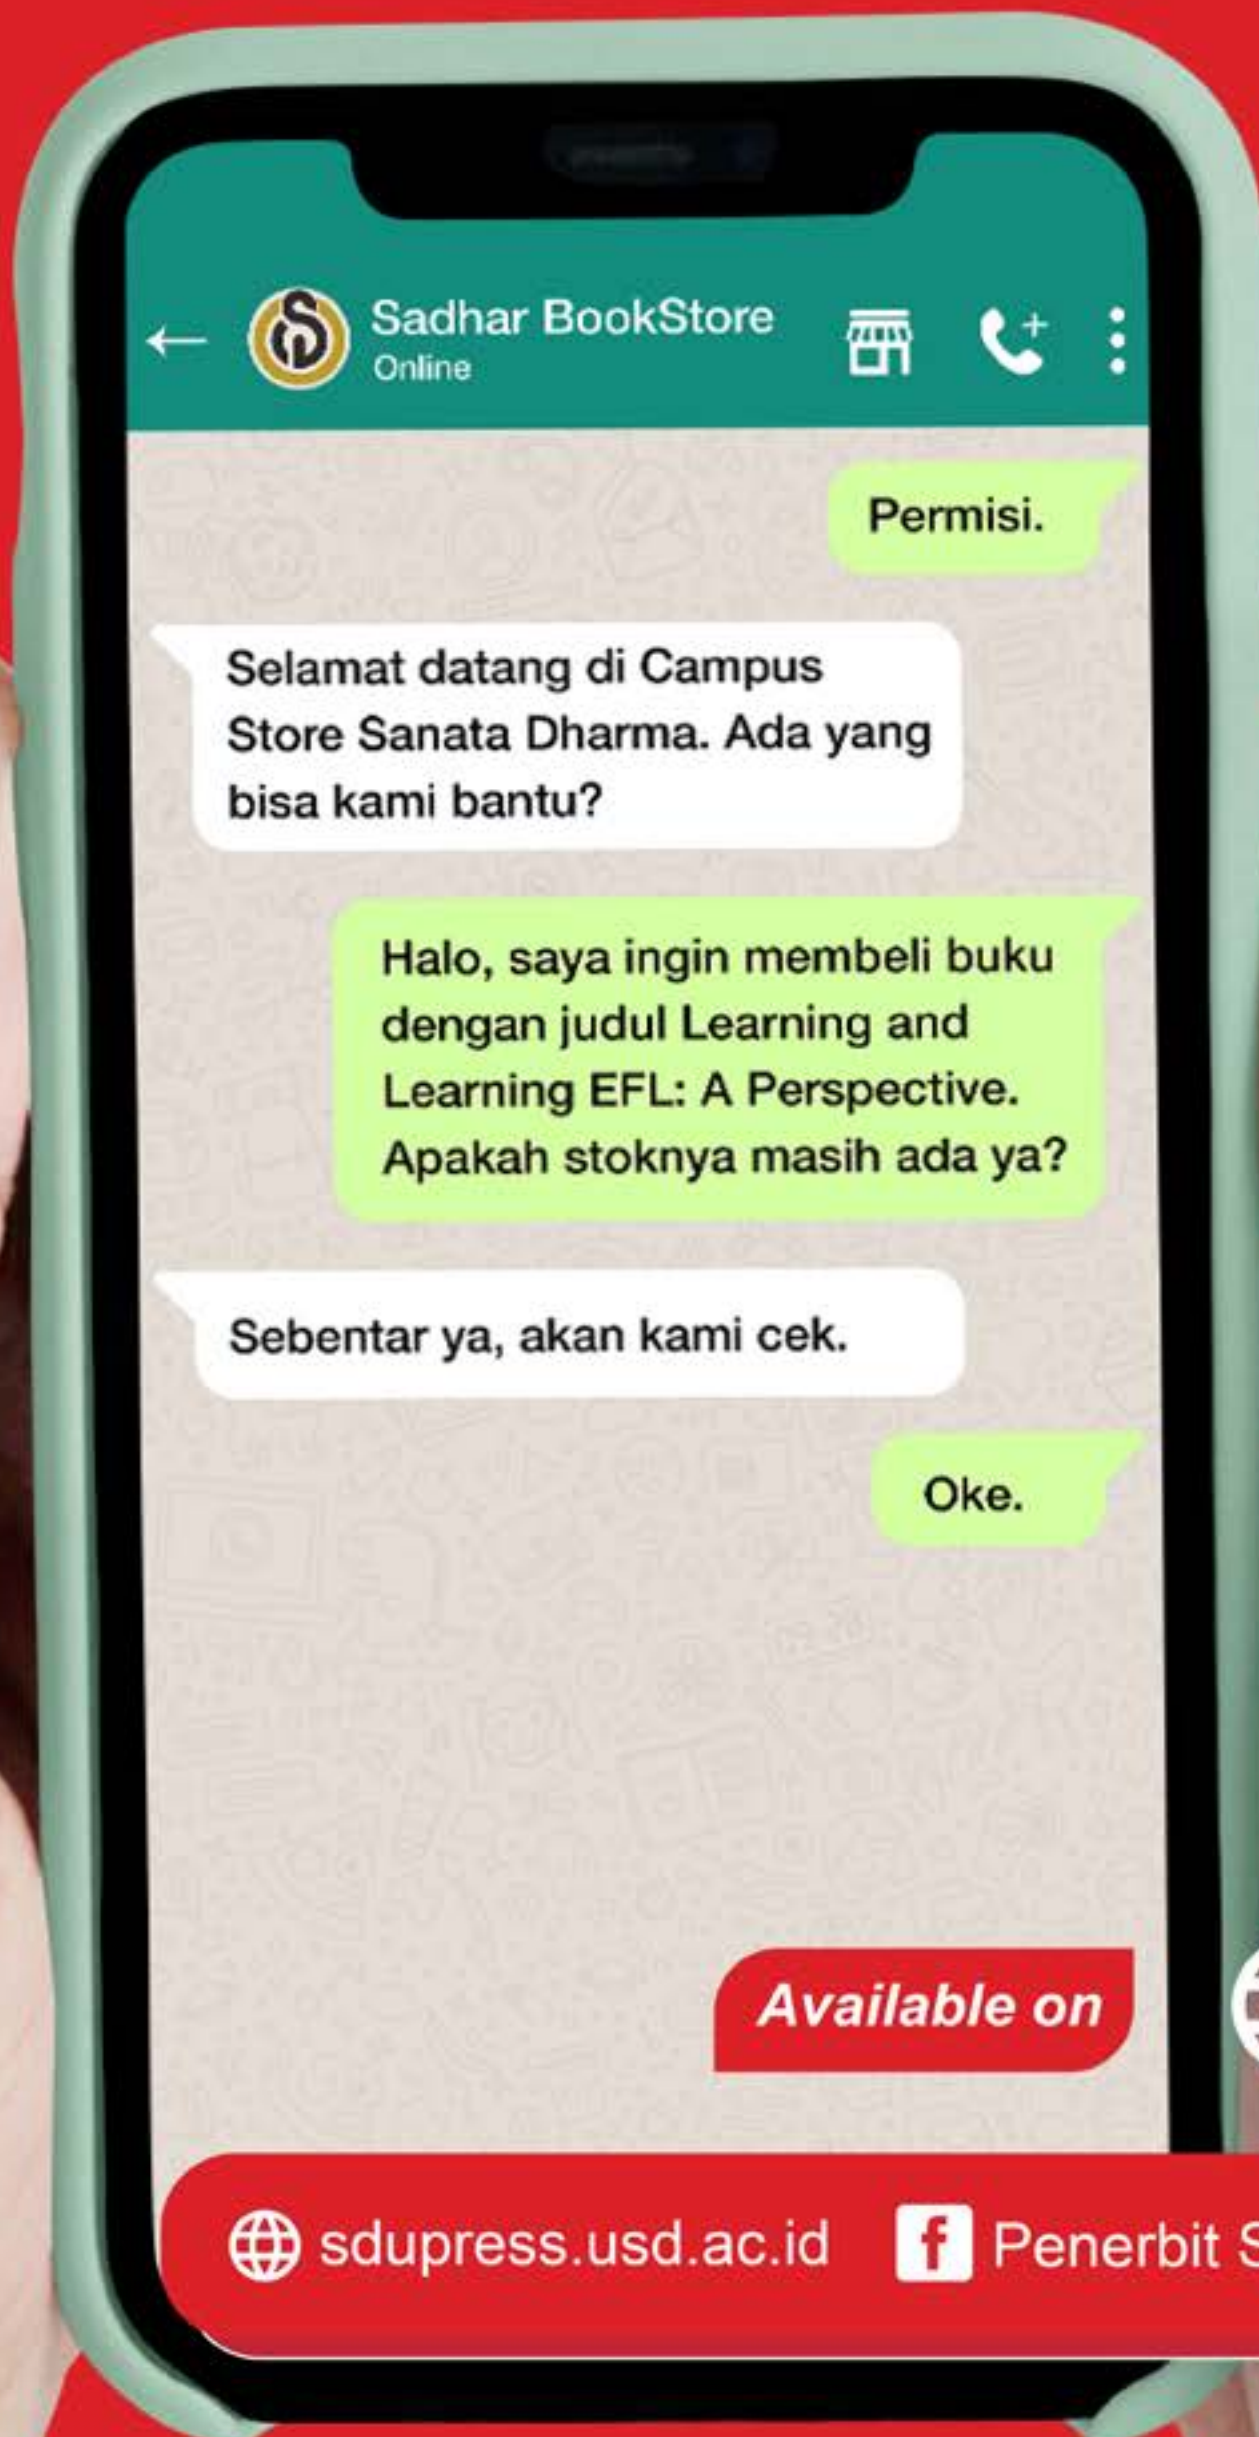 Sadhar BookStore
Online
Permisi.
Selamat datang di Campus
Store Sanata Dharma. Ada yang
bisa kami bantu?
Halo, saya ingin membeli buku
dengan judul Learning and
Learning EFL: A Perspective.
Apakah stoknya masih ada ya?
Sebentar ya, akan kami cek.
Oke.
Available on
sdupress.usd.ac.id f Penerbit S